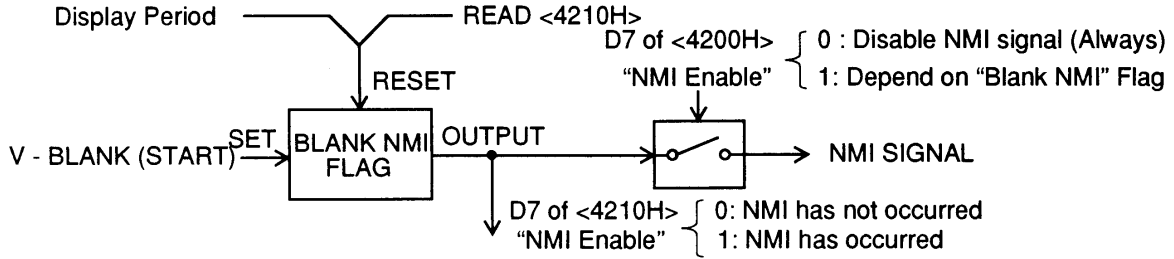 Display Period
READ <4210H>
RESET
D7 of <4200H>
“NMI Enable”
0 : Disable NMI signal (Always)
1: Depend on “Blank NMI” Flag
V - BLANK (START)
SET
BLANK NMI
FLAG
OUTPUT
NMI SIGNAL
D7 of <4210H>
“NMI Enable”
0: NMI has not occurred
1: NMI has occurred